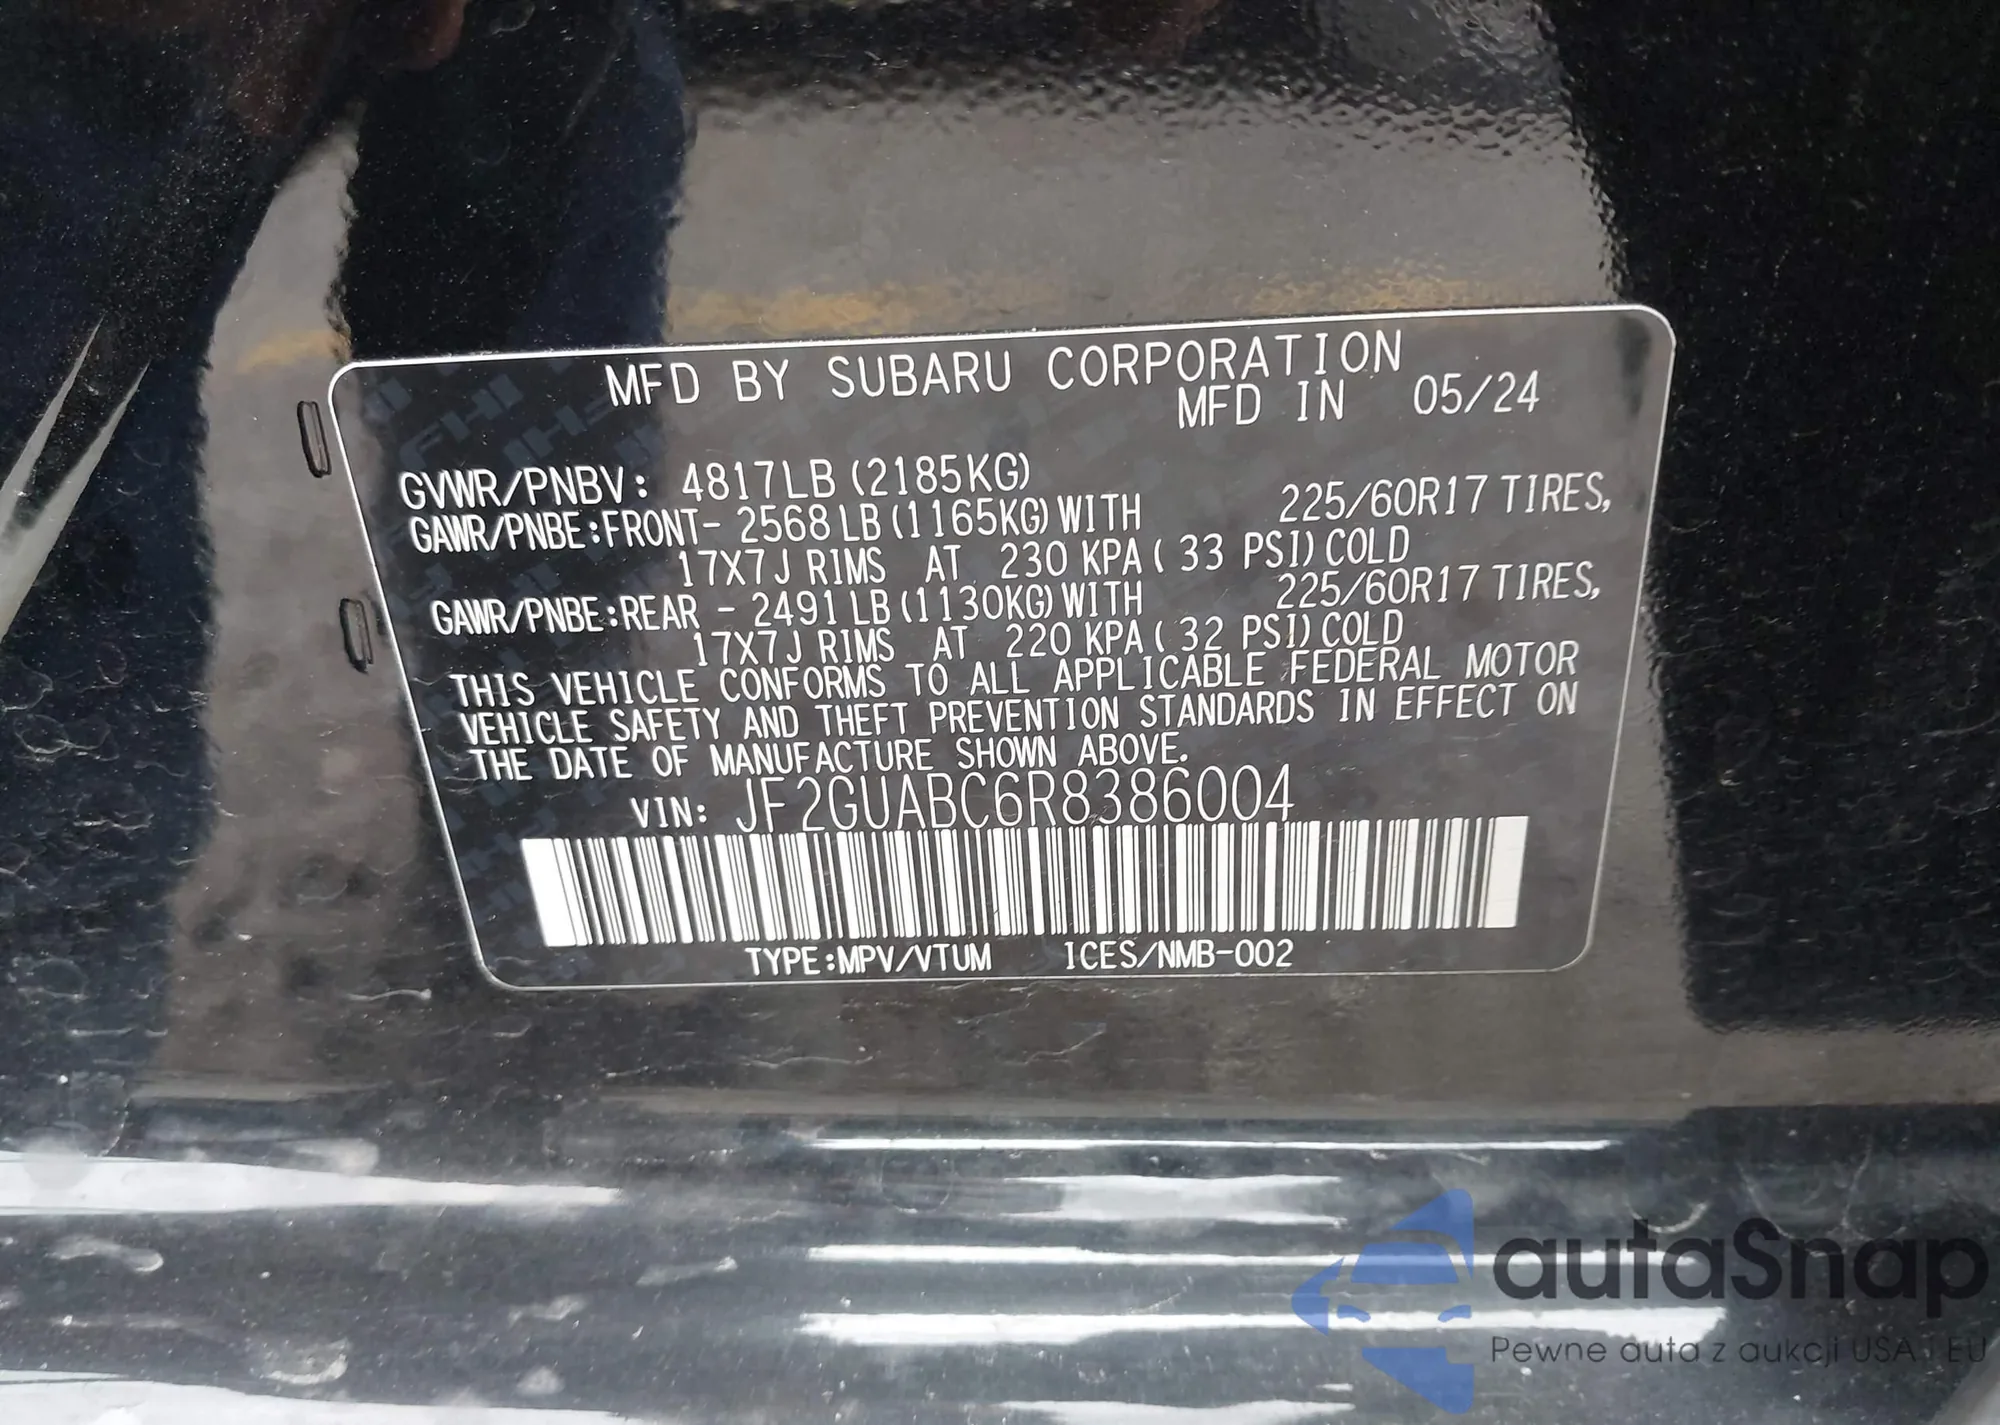 MFD BY SUBARU CORPORATION
MFD IN 05/24
GVWR/PNBV: 4817LB (2185KG)
GAWR/PNBE:FRONT- 2568 LB (1165KG) WITH 225/60R17 TIRES,
17X7J RIMS AT 230 KPA ( 33 PSI) COLD
GAWR/PNBE:REAR - 2491 LB (1130KG) WITH 225/60R17 TIRES,
17X7J RIMS AT 220 KPA ( 32 PSI) COLD
THIS VEHICLE CONFORMS TO ALL APPLICABLE FEDERAL MOTOR
VEHICLE SAFETY AND THEFT PREVENTION STANDARDS IN EFFECT ON
THE DATE OF MANUFACTURE SHOWN ABOVE.
VIN: JF2GUABC6R8386004
TYPE:MPV/VTUM ICES/NMB-002
autaSnap
Pewne auta z aukcji USA i EU